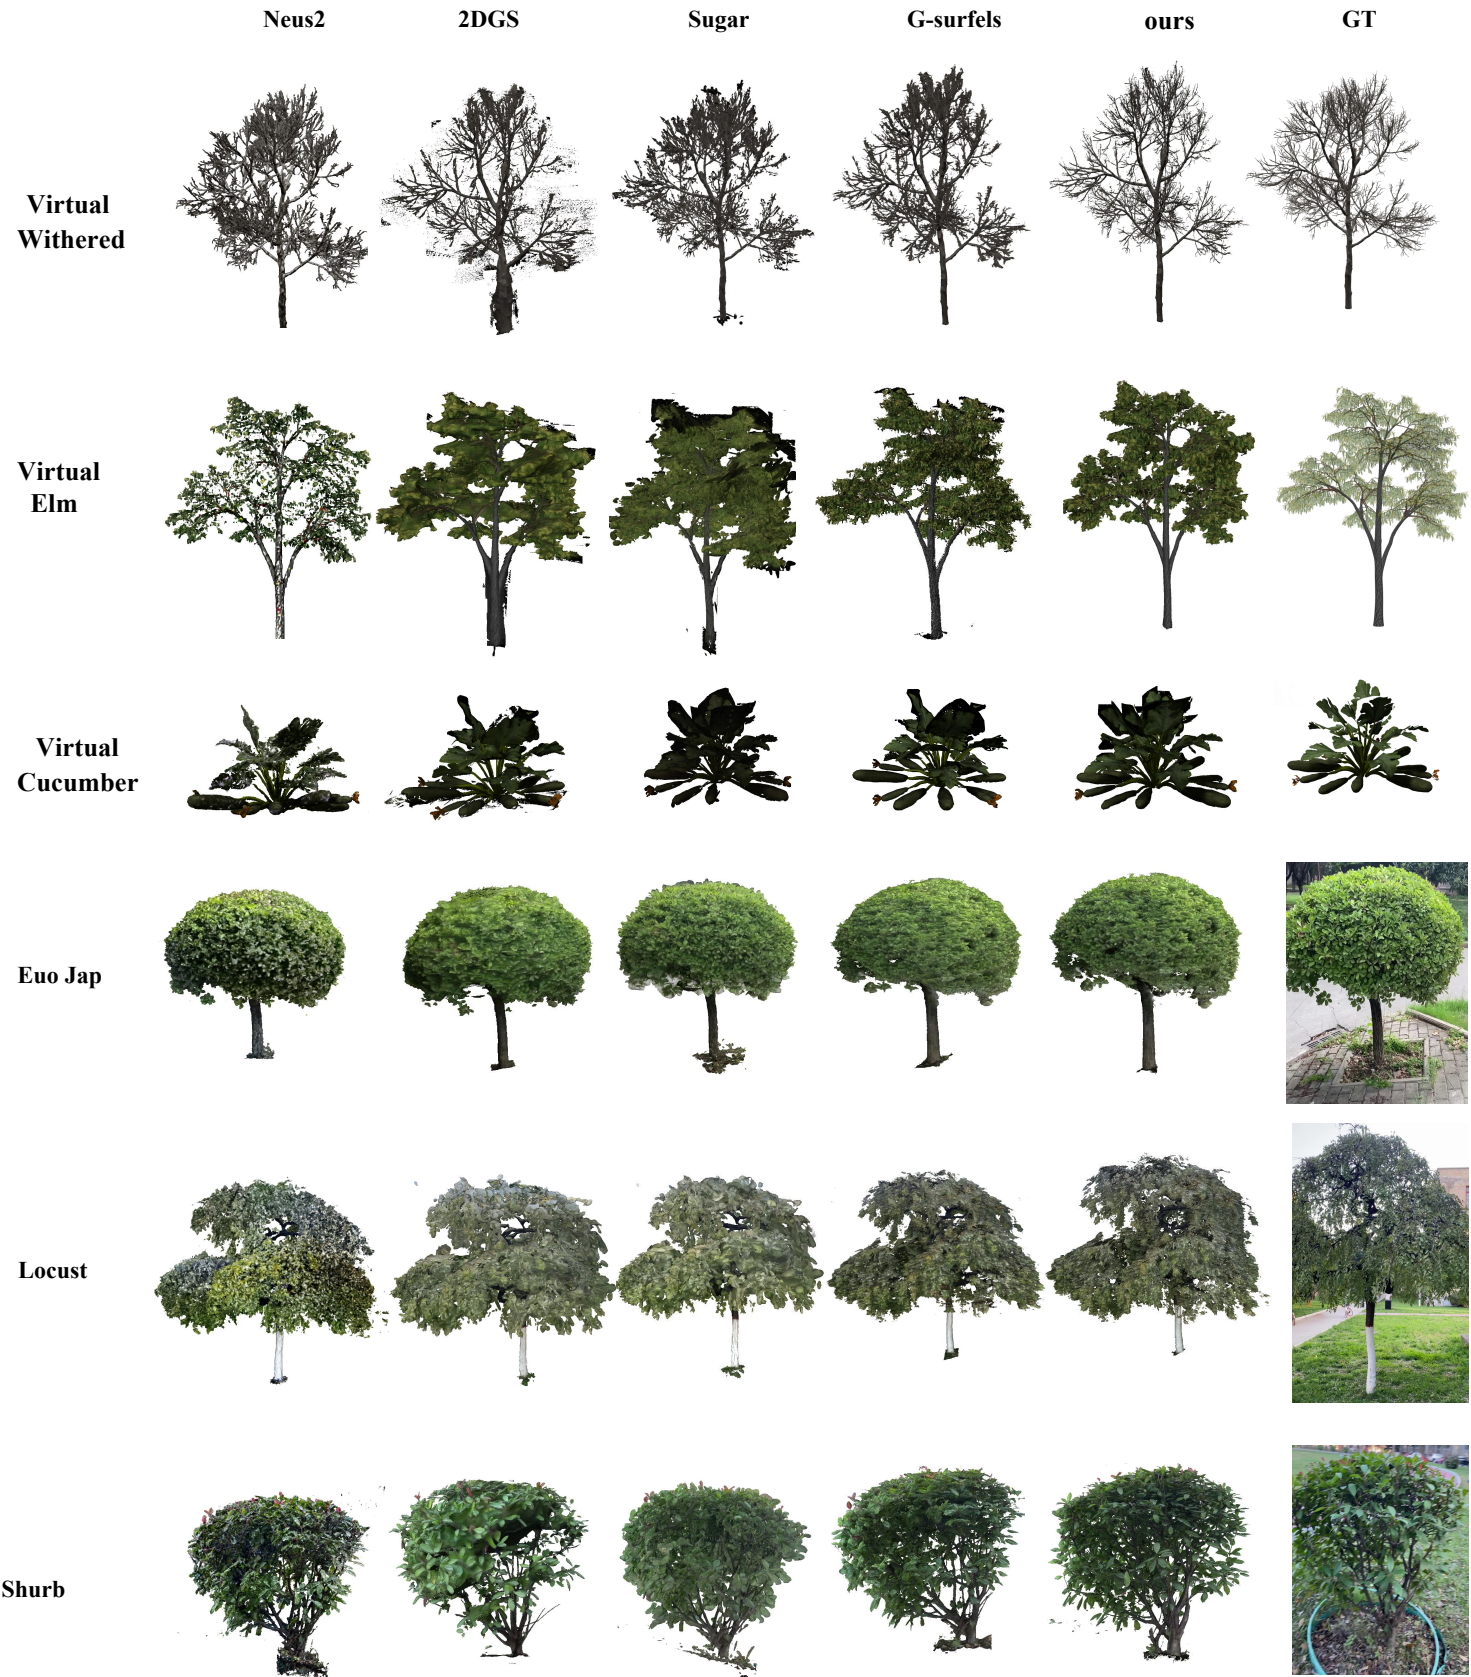 Neus2 2DGS Sugar G-surfels ours GT
Virtual
Withered
Virtual
Elm
Virtual
Cucumber
Euo Jap
Locust
Shurb